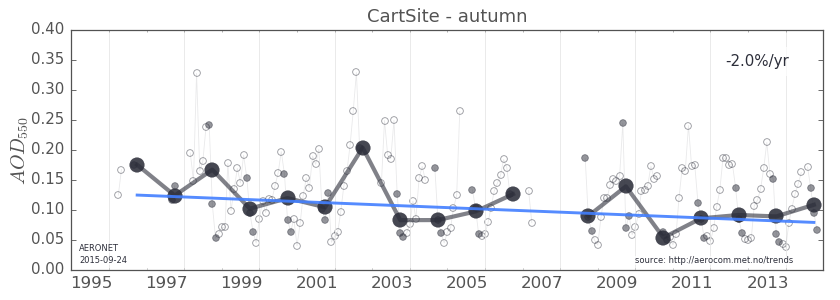 CartSite - autumn
0.40
0.35
0.30
0.25
0.20
0.15
0.10
0.05
0.00
AOD550
-2.0%/yr
AERONET
2015-09-24
source: http://aerocom.met.no/trends
1995 1997 1999 2001 2003 2005 2007 2009 2011 2013